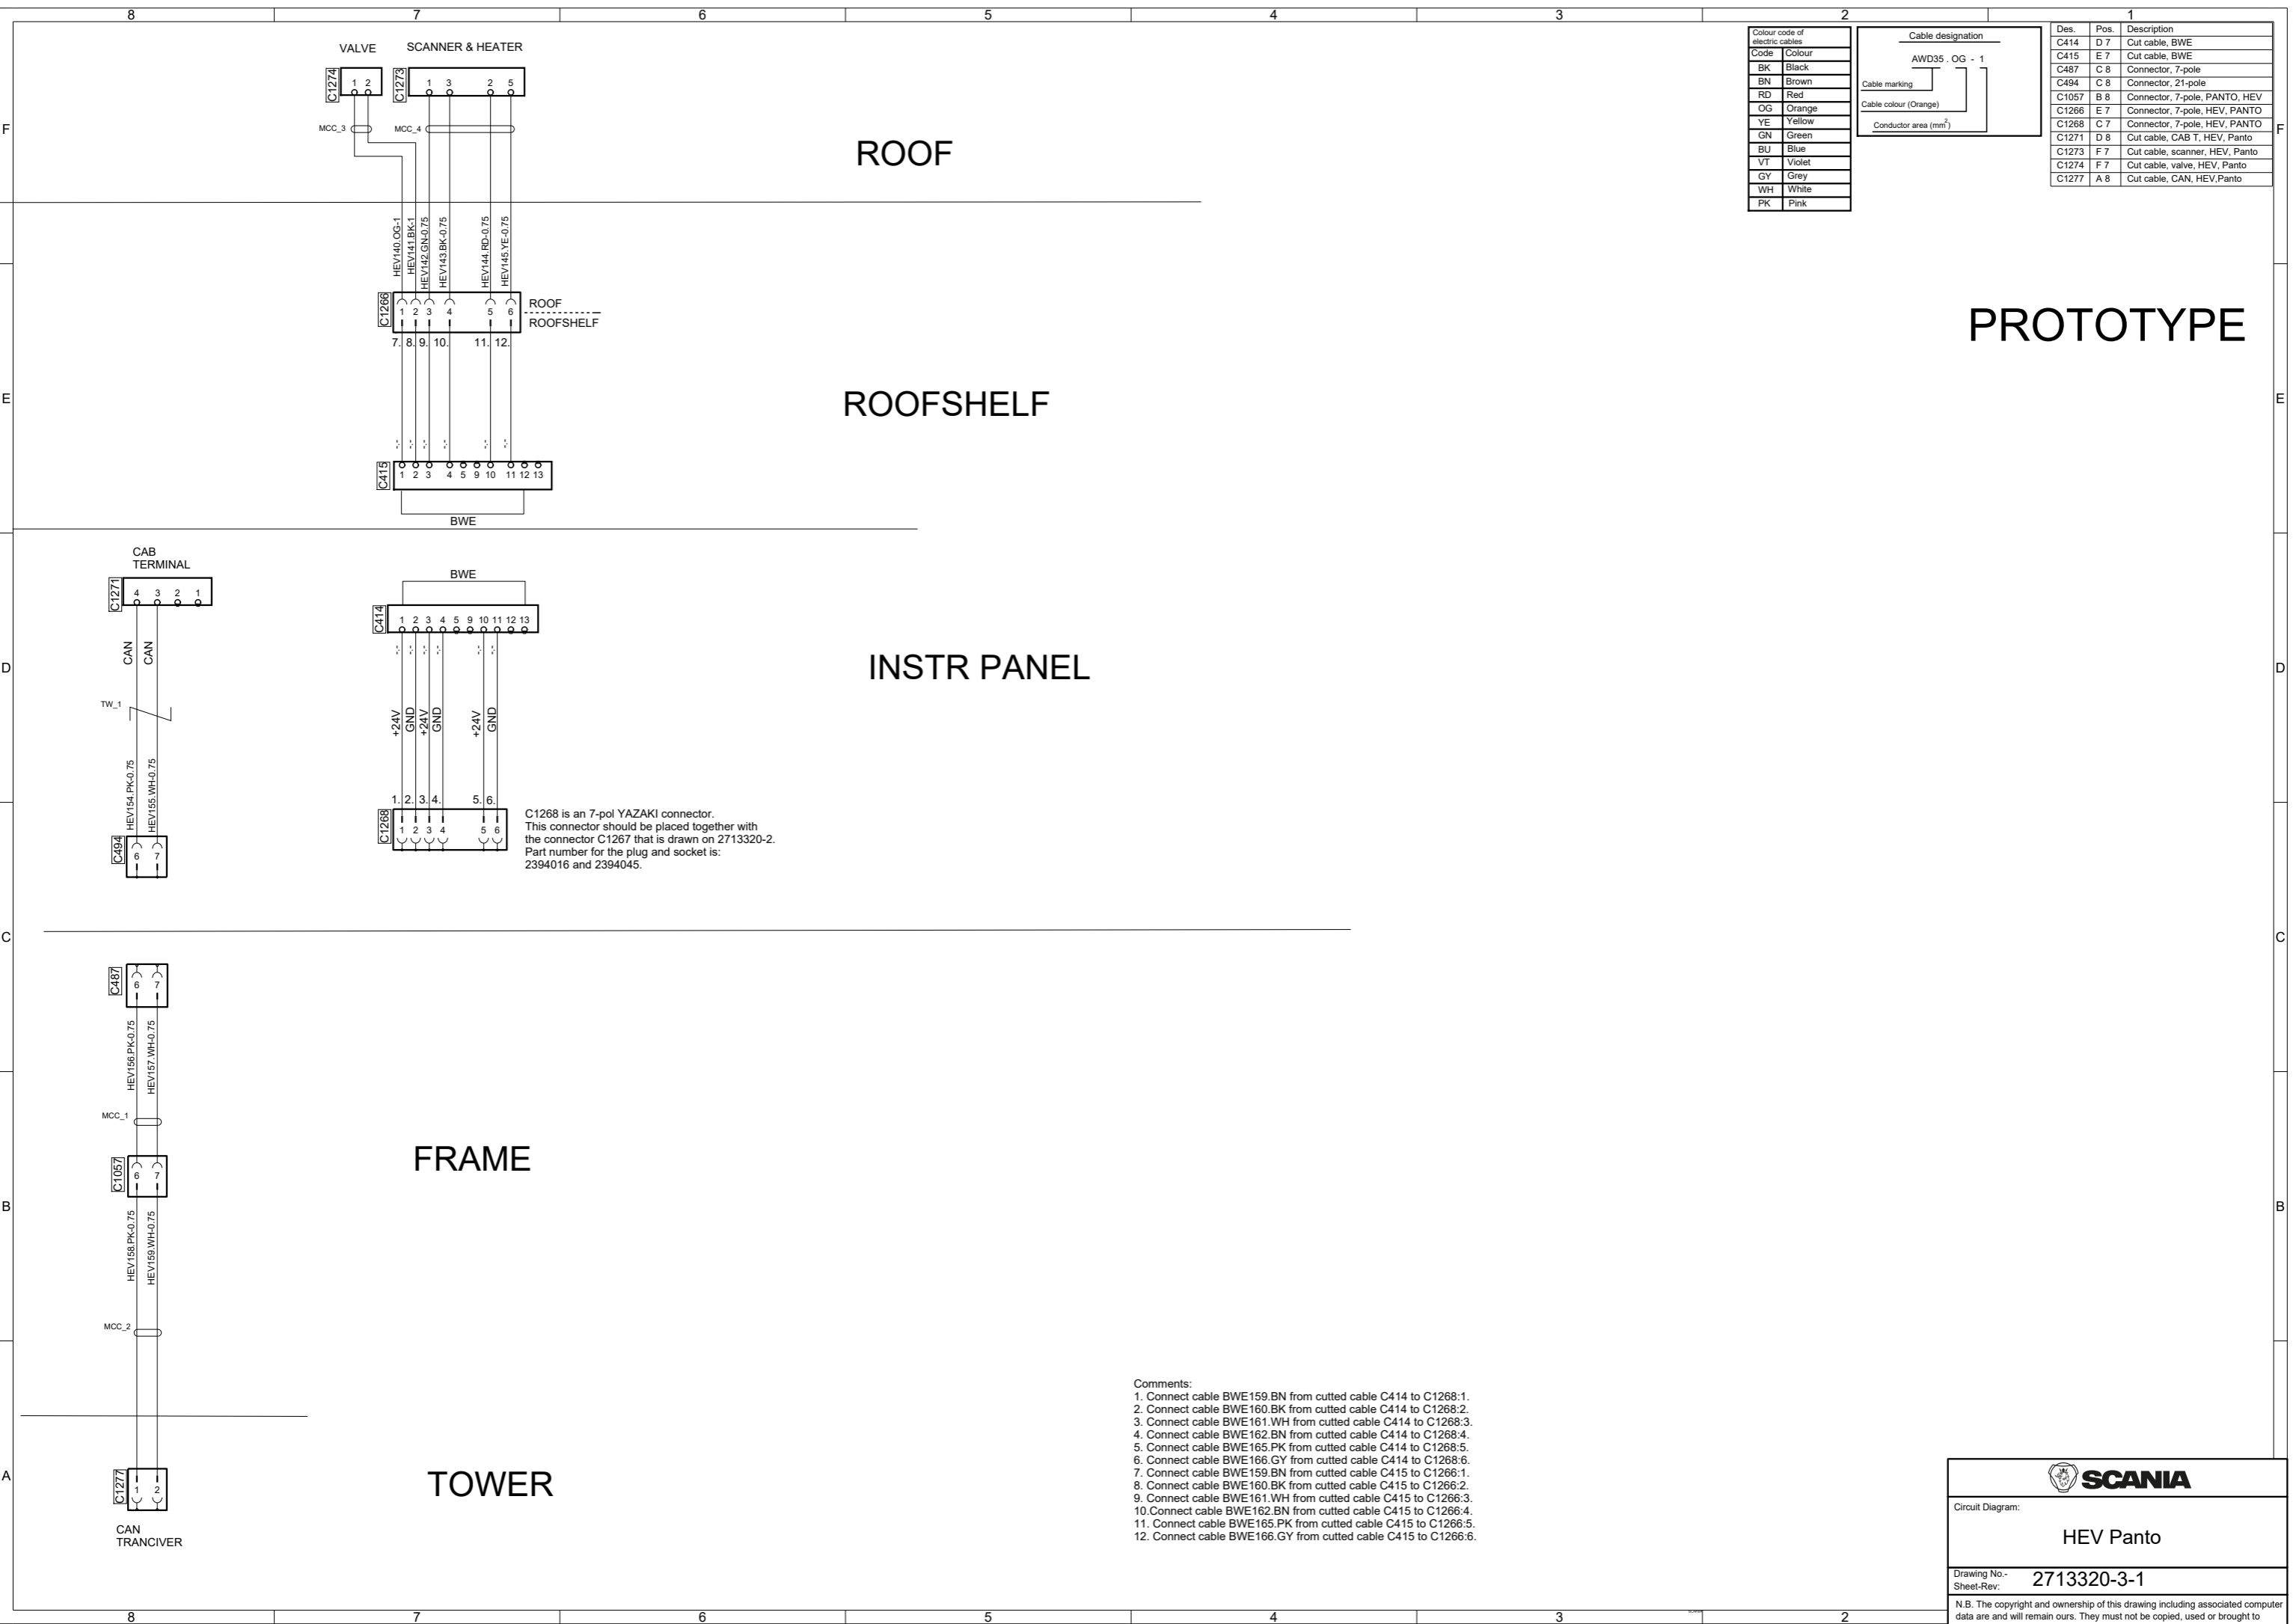 8 7 6 5 4 3 2 1
VALVE
SCANNER & HEATER
C1274
1 2
C1273
1 3 2 5
MCC_3
MCC_4
F
ROOF
HEV140.OG-1
HEV141.BK-1
HEV142.GN-0.75
HEV143.BK-0.75
HEV144.RD-0.75
HEV145.YE-0.75
C1266
1 2 3 4 5 6
ROOF
ROOFSHELF
7. 8. 9. 10. 11. 12.
E
ROOFSHELF
-.- -.- -.- -.- -.- -.-
C415
1 2 3 4 5 9 10 11 12 13
BWE
Colour code of
electric cables
Code Colour
BK Black
BN Brown
RD Red
OG Orange
YE Yellow
GN Green
BU Blue
VT Violet
GY Grey
WH White
PK Pink
Cable designation
AWD35 . OG - 1
Cable marking
Cable colour (Orange)
Conductor area (mm²)
Des. Pos. Description
C414 D 7 Cut cable, BWE
C415 E 7 Cut cable, BWE
C487 C 8 Connector, 7-pole
C494 C 8 Connector, 21-pole
C1057 B 8 Connector, 7-pole, PANTO, HEV
C1266 E 7 Connector, 7-pole, HEV, PANTO
C1268 C 7 Connector, 7-pole, HEV, PANTO
C1271 D 8 Cut cable, CAB T, HEV, Panto
C1273 F 7 Cut cable, scanner, HEV, Panto
C1274 F 7 Cut cable, valve, HEV, Panto
C1277 A 8 Cut cable, CAN, HEV,Panto
F
PROTOTYPE
E
CAB
TERMINAL
C1271
4 3 2 1
CAN
CAN
TW_1
HEV154.PK-0.75
HEV155.WH-0.75
C494
6 7
BWE
C414
1 2 3 4 5 9 10 11 12 13
-.- -.- -.- -.- -.- -.-
+24V
GND
+24V
GND
+24V
GND
1. 2. 3. 4. 5. 6.
C1268
1 2 3 4 5 6
C1268 is an 7-pol YAZAKI connector.
This connector should be placed together with
the connector C1267 that is drawn on 2713320-2.
Part number for the plug and socket is:
2394016 and 2394045.
D
INSTR PANEL
D
C
C
C487
6 7
HEV156.PK-0.75
HEV157.WH-0.75
MCC_1
C1057
6 7
FRAME
B
B
HEV158.PK-0.75
HEV159.WH-0.75
MCC_2
A
C1277
1 2
CAN
TRANCIVER
TOWER
Comments:
1. Connect cable BWE159.BN from cutted cable C414 to C1268:1.
2. Connect cable BWE160.BK from cutted cable C414 to C1268:2.
3. Connect cable BWE161.WH from cutted cable C414 to C1268:3.
4. Connect cable BWE162.BN from cutted cable C414 to C1268:4.
5. Connect cable BWE165.PK from cutted cable C414 to C1268:5.
6. Connect cable BWE166.GY from cutted cable C414 to C1268:6.
7. Connect cable BWE159.BN from cutted cable C415 to C1266:1.
8. Connect cable BWE160.BK from cutted cable C415 to C1266:2.
9. Connect cable BWE161.WH from cutted cable C415 to C1266:3.
10.Connect cable BWE162.BN from cutted cable C415 to C1266:4.
11. Connect cable BWE165.PK from cutted cable C415 to C1266:5.
12. Connect cable BWE166.GY from cutted cable C415 to C1266:6.
SCANIA
Circuit Diagram:
HEV Panto
Drawing No.-
Sheet-Rev:
2713320-3-1
N.B. The copyright and ownership of this drawing including associated computer
data are and will remain ours. They must not be copied, used or brought to
8 7 6 5 4 3 2